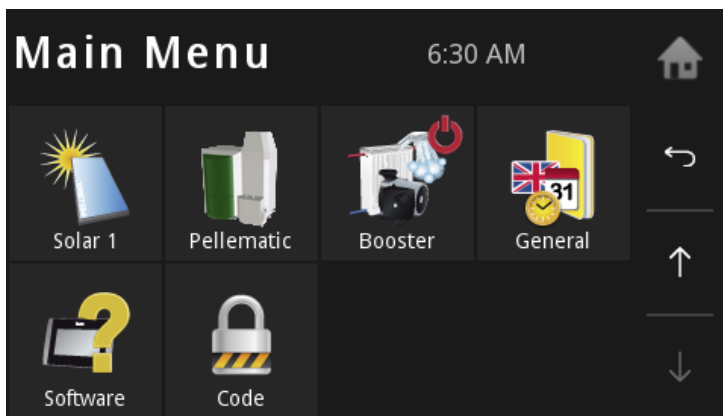 Main Menu 6:30 AM
31
Solar 1 Pellematic Booster General
Software Code